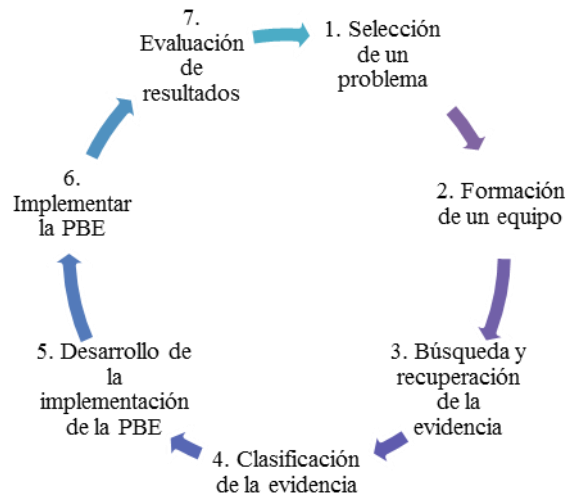 1. Selección
de un
problema
2. Formación
de un equipo
3. Búsqueda y
recuperación
de la
evidencia
4. Clasificación
de la evidencia
5. Desarrollo de
la
implementación
de la PBE
6.
Implementar
la PBE
7.
Evaluación
de
resultados